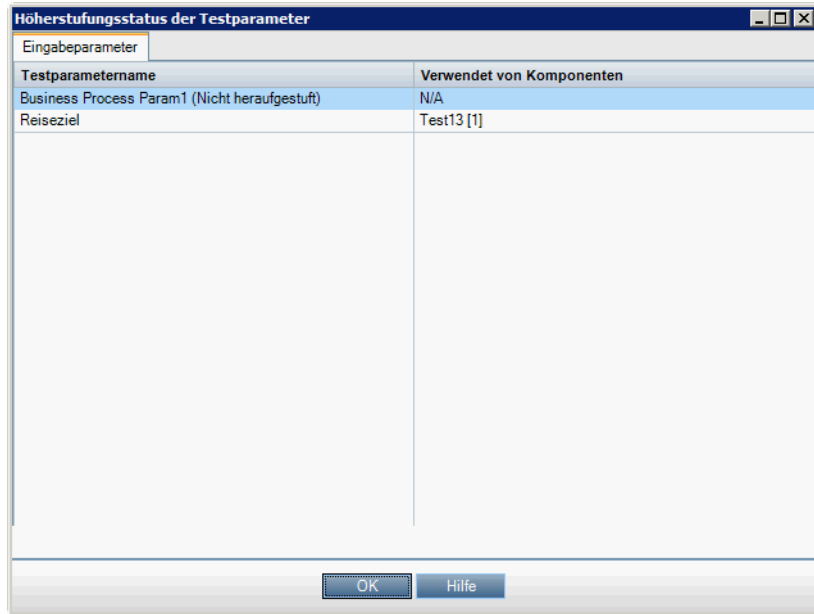 Höherstufungsstatus der Testparameter
Eingabeparameter
Testparametername Verwendet von Komponenten
Business Process Param1 (Nicht heraufgestuft) N/A
Reiseziel Test13 [1]
OK Hilfe